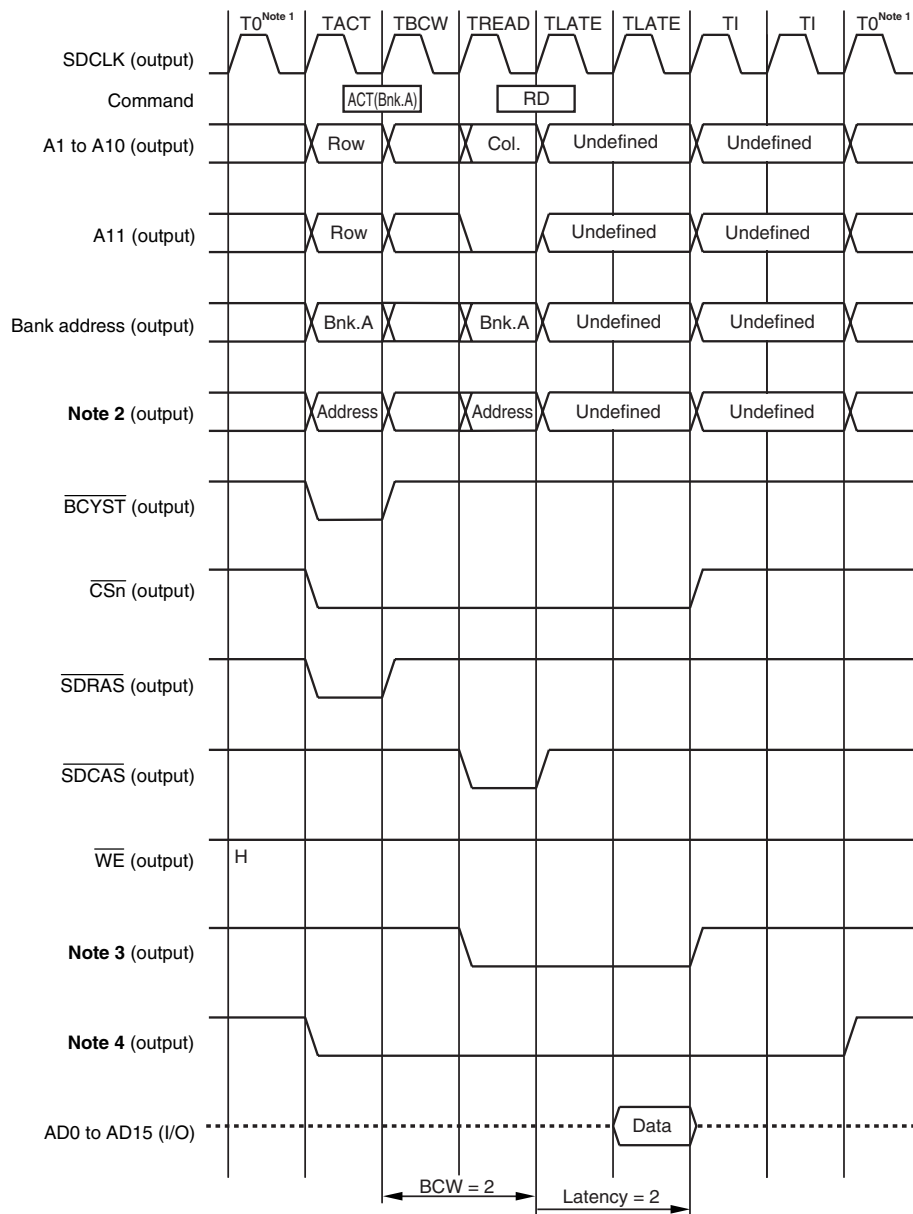 T0Note 1 TACT TBCW TREAD TLATE TLATE TI TI T0Note 1
SDCLK (output)
Command ACT(Bnk.A) RD
A1 to A10 (output) Row Col. Undefined Undefined
A11 (output) Row Undefined Undefined
Bank address (output) Bnk.A Bnk.A Undefined Undefined
Note 2 (output) Address Address Undefined Undefined
BCYST (output)
CSn (output)
SDRAS (output)
SDCAS (output)
WE (output) H
Note 3 (output)
Note 4 (output)
AD0 to AD15 (I/O) Data
BCW = 2 Latency = 2